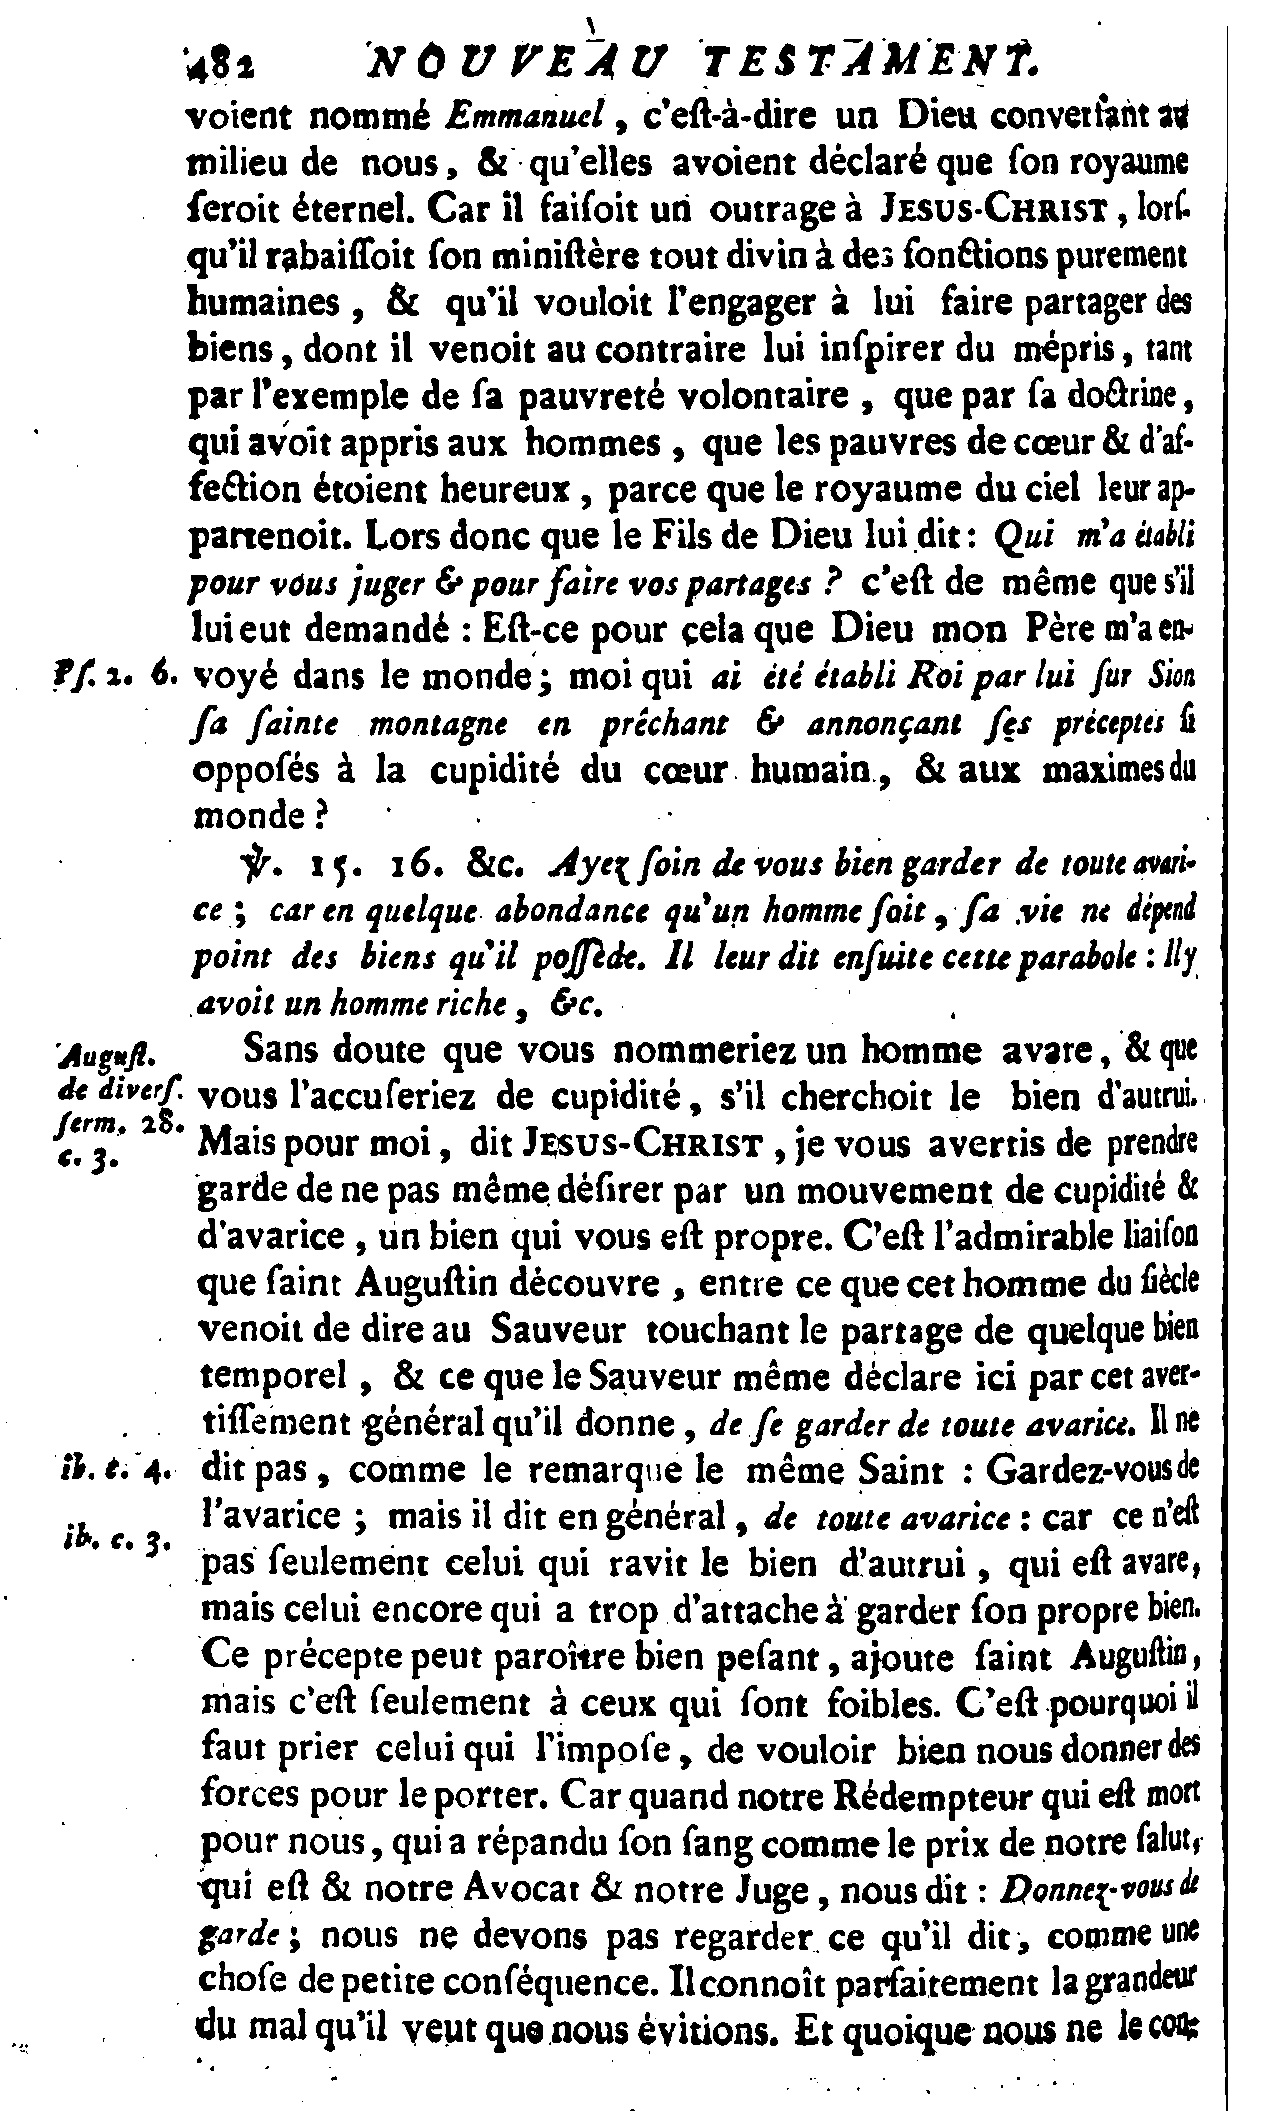 482 NOUVEAU TESTAMENT.
voient nommé Emmanuel, c'eſt-à-dire un Dieu converſant au
milieu de nous, & qu'elles avoient déclaré que ſon royaume
ſeroit éternel. Car il faiſoit un outrage à JESUS-CHRIST, lorſ-
qu'il rabaiſſoit ſon miniſtère tout divin à des fonctions purement
humaines, & qu'il vouloit l'engager à lui faire partager des
biens, dont il venoit au contraire lui inſpirer du mépris, tant
par l'exemple de ſa pauvreté volontaire, que par ſa doctrine,
qui avoit appris aux hommes, que les pauvres de cœur & d'af-
fection étoient heureux, parce que le royaume du ciel leur ap-
partenoit. Lors donc que le Fils de Dieu lui dit: Qui m'a établi
pour vous juger & pour faire vos partages? c'eſt de même que s'il
lui eut demandé : Eſt-ce pour cela que Dieu mon Père m'a en-
Pſ. 2. 6. voyé dans le monde; moi qui ai été établi Roi par lui ſur Sion
ſa ſainte montagne en prêchant & annonçant ſes préceptes ſi
oppoſés à la cupidité du cœur humain, & aux maximes du
monde?
℣. 15. 16. &c. Ayez ſoin de vous bien garder de toute avari-
ce; car en quelque abondance qu'un homme ſoit, ſa vie ne dépend
point des biens qu'il poſſède. Il leur dit enſuite cette parabole : Il y
avoit un homme riche, &c.
Auguſt. Sans doute que vous nommeriez un homme avare, & que
de diverſ. vous l'accuſeriez de cupidité, s'il cherchoit le bien d'autrui.
ſerm. 28. Mais pour moi, dit JESUS-CHRIST, je vous avertis de prendre
c. 3.
garde de ne pas même déſirer par un mouvement de cupidité &
d'avarice, un bien qui vous eſt propre. C'eſt l'admirable liaiſon
que ſaint Auguſtin découvre, entre ce que cet homme du ſiècle
venoit de dire au Sauveur touchant le partage de quelque bien
temporel, & ce que le Sauveur même déclare ici par cet aver-
tiſſement général qu'il donne, de ſe garder de toute avarice. Il ne
ib. c. 4. dit pas, comme le remarque le même Saint : Gardez-vous de
l'avarice; mais il dit en général, de toute avarice : car ce n'eſt
ib. c. 3.
pas ſeulement celui qui ravit le bien d'autrui, qui eſt avare,
mais celui encore qui a trop d'attache à garder ſon propre bien.
Ce précepte peut paroître bien peſant, ajoute ſaint Auguſtin,
mais c'eſt ſeulement à ceux qui ſont foibles. C'eſt pourquoi il
faut prier celui qui l'impoſe, de vouloir bien nous donner des
forces pour le porter. Car quand notre Rédempteur qui eſt mort
pour nous, qui a répandu ſon ſang comme le prix de notre ſalut,
qui eſt & notre Avocat & notre Juge, nous dit : Donnez-vous de
garde; nous ne devons pas regarder ce qu'il dit, comme une
choſe de petite conſéquence. Il connoît parfaitement la grandeur
du mal qu'il veut que nous évitions. Et quoique nous ne le con-